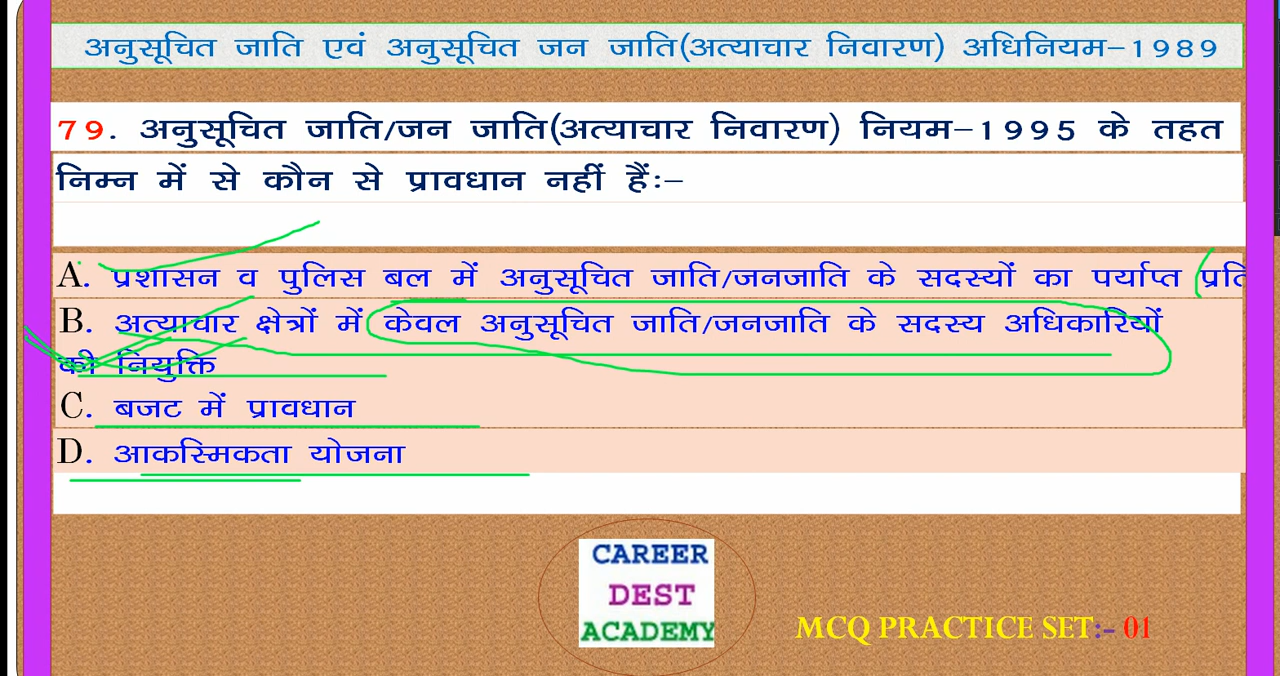 अनुसूचित जाति एवं अनुसूचित जन जाति(अत्याचार निवारण) अधिनियम–1989
79. अनुसूचित जाति/जन जाति(अत्याचार निवारण) नियम–1995 के तहत
निम्न में से कौन से प्रावधान नहीं हैंः–
A. प्रशासन व पुलिस बल में अनुसूचित जाति/जनजाति के सदस्यों का पर्याप्त प्रति
B. अत्याचार क्षेत्रों में केवल अनुसूचित जाति/जनजाति के सदस्य अधिकारियों
की नियुक्ति
C. बजट में प्रावधान
D. आकस्मिकता योजना
CAREER
DEST
ACADEMY
MCQ PRACTICE SET:- 01